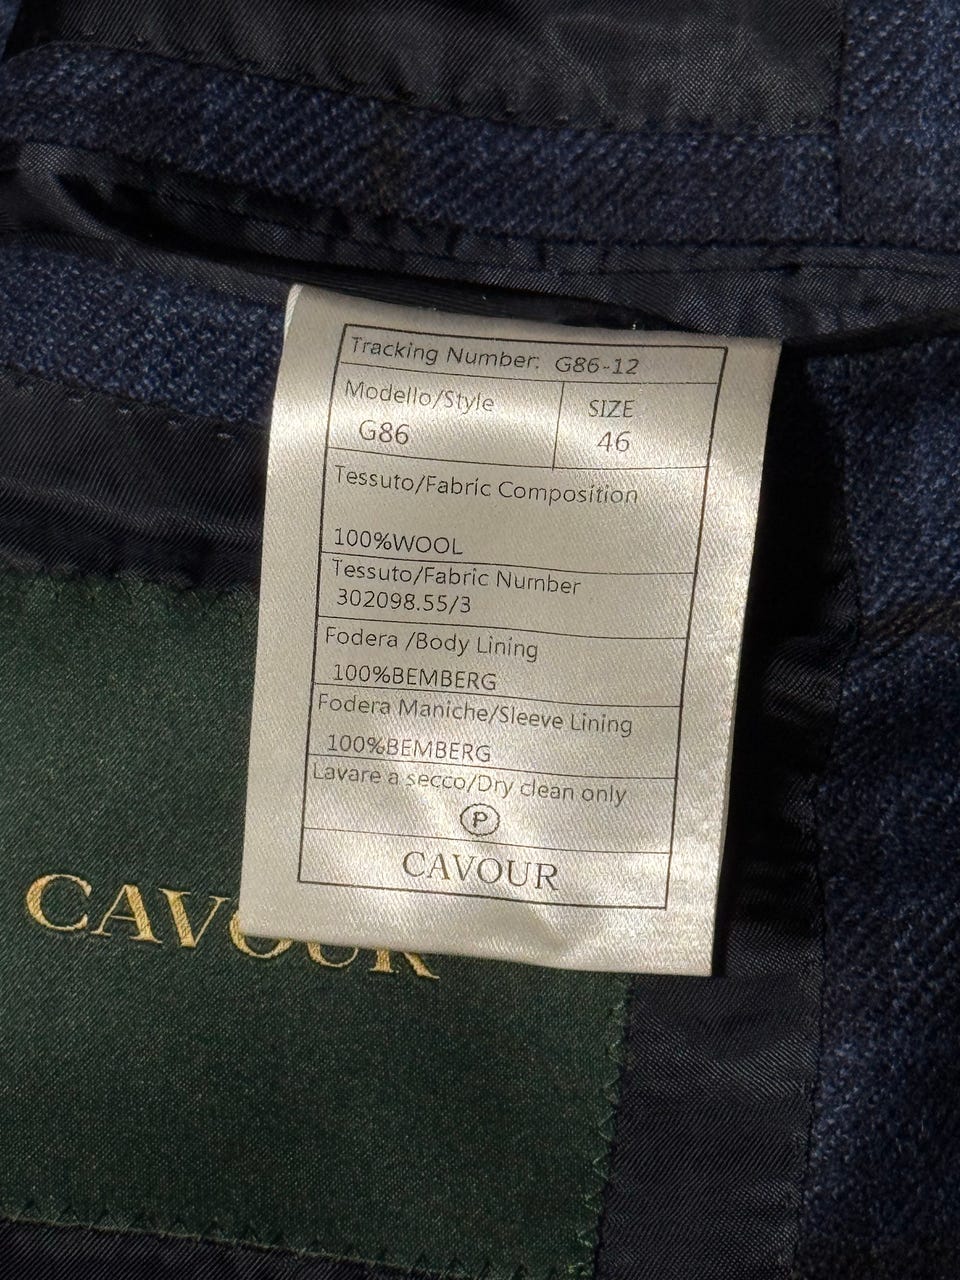 Tracking Number: G86-12
Modello/Style
G86
SIZE
46
Tessuto/Fabric Composition
100%WOOL
Tessuto/Fabric Number
302098.55/3
Fodera /Body Lining
100%BEMBERG
Fodera Maniche/Sleeve Lining
100%BEMBERG
Lavare a secco/Dry clean only
P
CAVOUR
CAVOUR